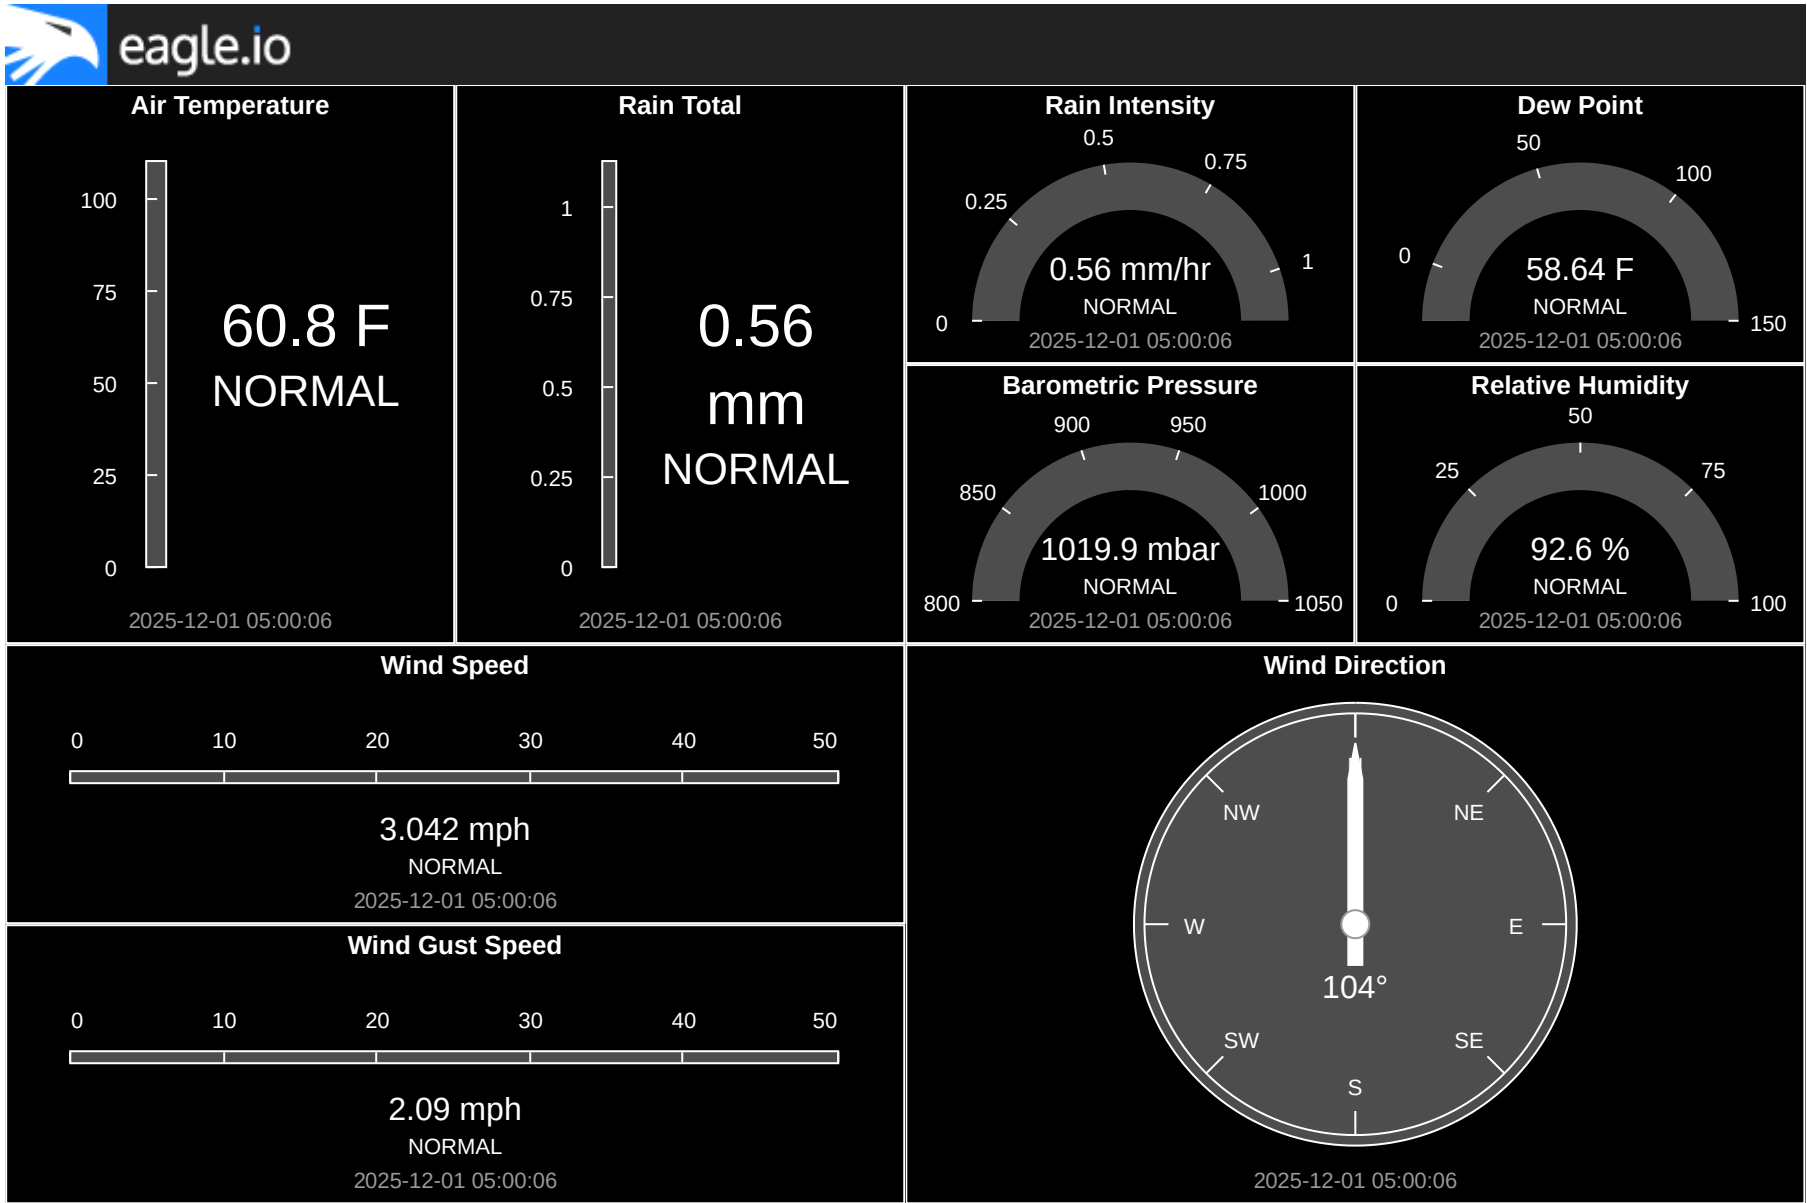 eagle.io
Air Temperature
100
75
50
25
0
60.8 F
NORMAL
2025-12-01 05:00:06
Rain Total
1
0.75
0.5
0.25
0
0.56
mm
NORMAL
2025-12-01 05:00:06
Rain Intensity
0
0.25
0.5
0.75
1
0.56 mm/hr
NORMAL
2025-12-01 05:00:06
Dew Point
0
50
100
150
58.64 F
NORMAL
2025-12-01 05:00:06
Barometric Pressure
800
850
900
950
1000
1050
1019.9 mbar
NORMAL
2025-12-01 05:00:06
Relative Humidity
0
25
50
75
100
92.6 %
NORMAL
2025-12-01 05:00:06
Wind Speed
0 10 20 30 40 50
3.042 mph
NORMAL
2025-12-01 05:00:06
Wind Gust Speed
0 10 20 30 40 50
2.09 mph
NORMAL
2025-12-01 05:00:06
Wind Direction
NW NE
W E
104°
SW SE
S
2025-12-01 05:00:06